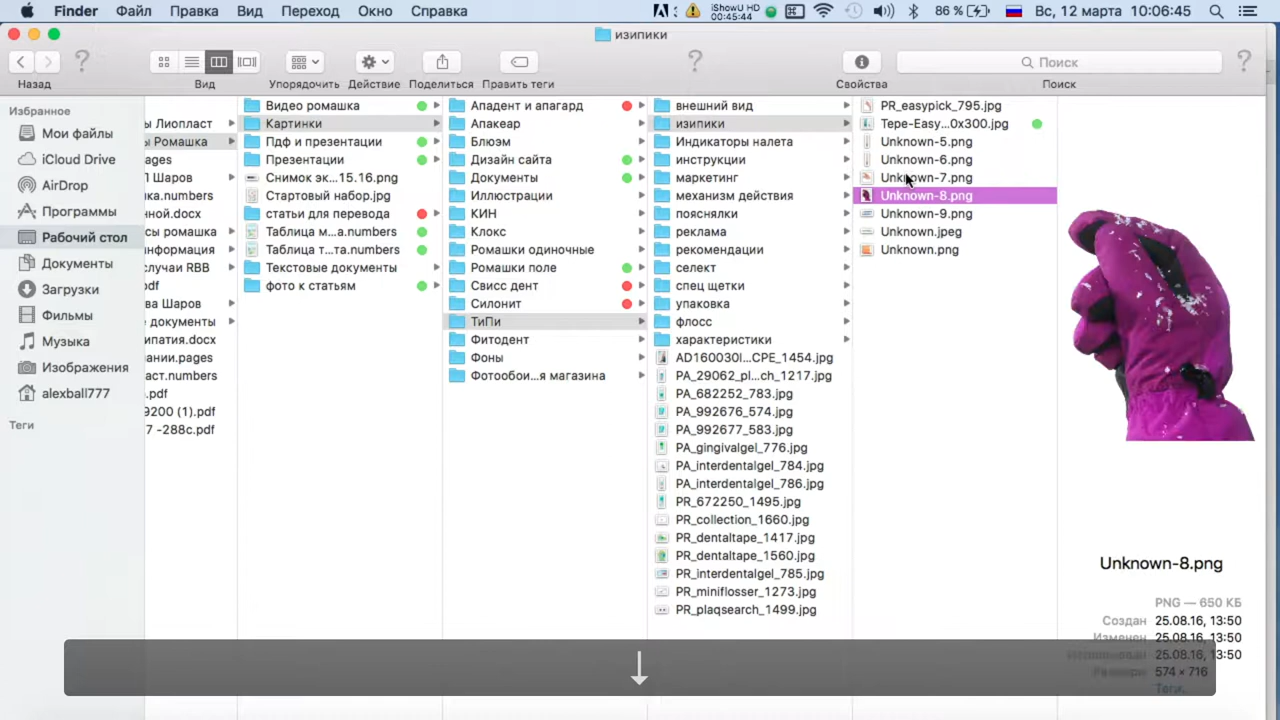 Finder Файл Правка Вид Переход Окно Справка iShowU HD 00:45:44 86 % Вс, 12 марта 10:06:45
изипики
Поиск
Назад Вид Упорядочить Действие Поделиться Править теги Свойства Поиск
Избранное
Мои файлы
iCloud Drive
AirDrop
Программы
Рабочий стол
Документы
Загрузки
Фильмы
Музыка
Изображения
alexball777
Теги
ы Лиопласт
ы Ромашка
ages
Л Шаров
.numbers
ной.docx
сы ромашка
ка.numbers
нформация
случаи RBB
df
ва Шаров
е документы
ипатия.docx
ании.pages
аст.numbers
.pdf
9200 (1).pdf
7 -288c.pdf
Видео ромашка
Картинки
Пдф и презентации
Презентации
Снимок эк...15.16.png
Стартовый набор.jpg
статьи для перевода
Таблица м...a.numbers
Таблица т...ta.numbers
Текстовые документы
фото к статьям
Ападент и апагард
Апакеар
Блюэм
Дизайн сайта
Документы
Иллюстрации
КИН
Клокс
Ромашки одиночные
Ромашки поле
Свисс дент
Силонит
ТиПи
Фитодент
Фоны
Фотообои...я магазина
внешний вид
изипики
Индикаторы налета
инструкции
маркетинг
механизм действия
пояснялки
реклама
рекомендации
селект
спец щетки
упаковка
флосс
характеристики
AD160030I...CPE_1454.jpg
PA_29062_pl...ch_1217.jpg
PA_682252_783.jpg
PA_992676_574.jpg
PA_992677_583.jpg
PA_gingivalgel_776.jpg
PA_interdentalgel_784.jpg
PA_interdentalgel_786.jpg
PR_672250_1495.jpg
PR_collection_1660.jpg
PR_dentaltape_1417.jpg
PR_dentaltape_1560.jpg
PR_interdentalgel_785.jpg
PR_miniflosser_1273.jpg
PR_plaqsearch_1499.jpg
PR_easypick_795.jpg
Tepe-Easy...0x300.jpg
Unknown-5.png
Unknown-6.png
Unknown-7.png
Unknown-8.png
Unknown-9.png
Unknown.jpeg
Unknown.png
Unknown-8.png
PNG — 650 КБ
Создан 25.08.16, 13:50
Изменен 25.08.16, 13:50
25.08.16, 13:50
Размеры 574 × 716
Теги...